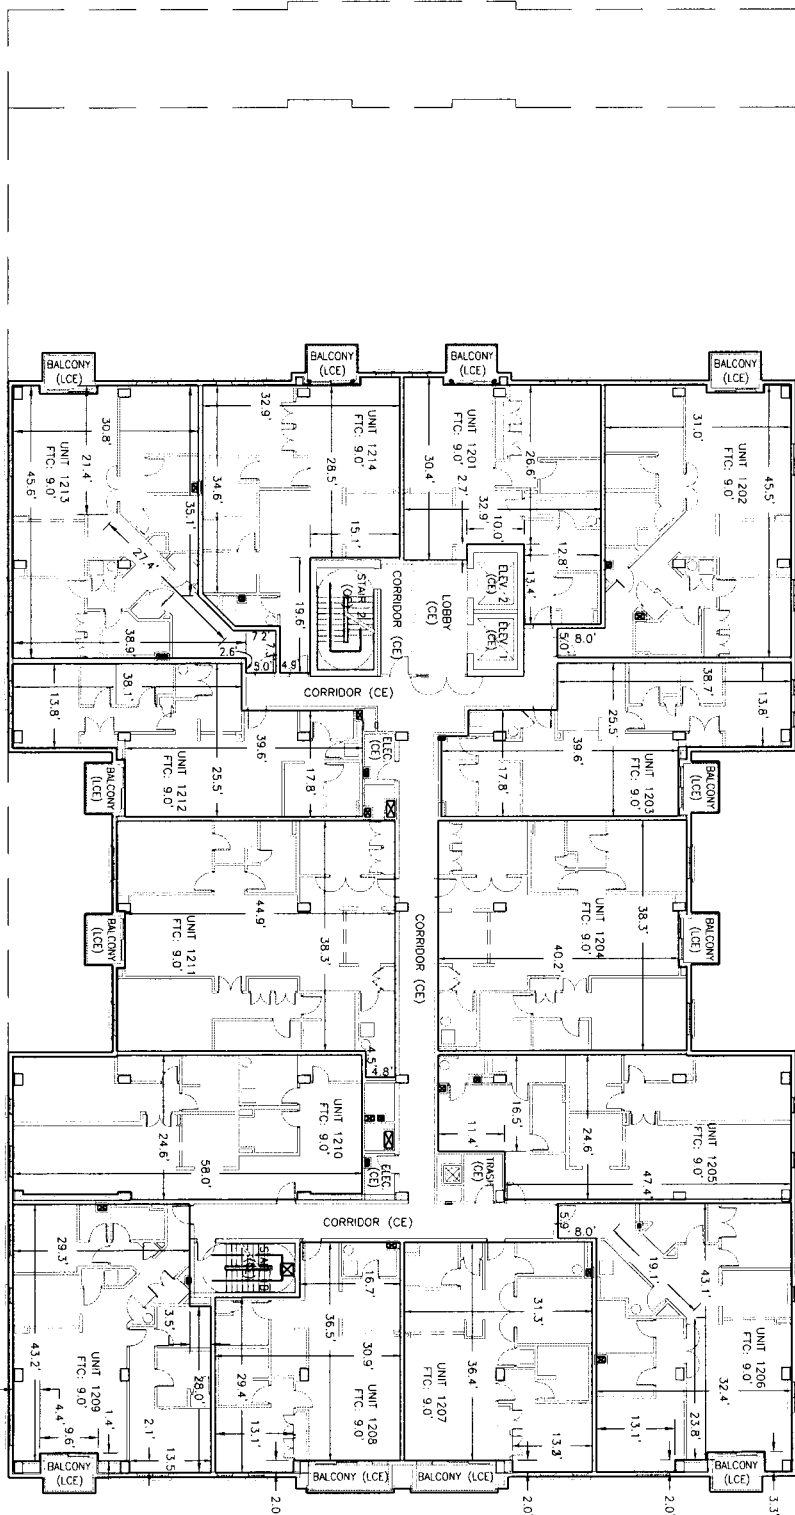 BALCONY
(LCE)
BALCONY
(LCE)
BALCONY
(LCE)
BALCONY
(LCE)
30.8'
UNIT 1213
FTC: 9.0'
21.4'
45.6'
35.1'
27.4'
38.9'
2.6'
7.2'
7.3'
9.0'
4.9'
32.9'
34.6'
UNIT 1214
FTC: 9.0'
28.5'
15.1'
19.6'
STAIR 2
(CE)
CORRIDOR (CE)
UNIT 1201
FTC: 9.0'
30.4'
2.7'
32.9'
10.0'
26.6'
12.8'
13.4'
ELEV. 2
(CE)
ELEV. 1
(CE)
LOBBY
(CE)
31.0'
UNIT 1202
FTC: 9.0'
45.5'
5.0'
8.0'
CORRIDOR (CE)
13.8'
38.1'
39.6'
25.5'
UNIT 1212
FTC: 9.0'
17.8'
ELEC.
(CE)
BALCONY
(LCE)
38.7'
13.8'
25.5'
39.6'
17.8'
UNIT 1203
FTC: 9.0'
BALCONY
(LCE)
44.9'
UNIT 1211
FTC: 9.0'
38.3'
BALCONY
(LCE)
CORRIDOR (CE)
UNIT 1204
FTC: 9.0'
40.2'
38.3'
BALCONY
(LCE)
4.5'
4.8'
UNIT 1210
FTC: 9.0'
24.6'
58.0'
ELEC.
(CE)
16.5'
11.4'
TRASH
(CE)
24.6'
UNIT 1205
FTC: 9.0'
47.4'
CORRIDOR (CE)
29.3'
43.2'
UNIT 1209
FTC: 9.0'
3.5'
28.0'
4.4'
9.6'
1.4'
2.1'
13.5'
16.7'
36.5'
30.9'
UNIT 1208
FTC: 9.0'
29.4'
13.1'
31.3'
36.4'
UNIT 1207
FTC: 9.0'
13.3'
5.9'
8.0'
19.1'
43.1'
UNIT 1206
FTC: 9.0'
32.4'
23.8'
13.1'
BALCONY
(LCE)
BALCONY (LCE)
BALCONY (LCE)
BALCONY
(LCE)
2.0'
2.0'
2.0'
3.3'